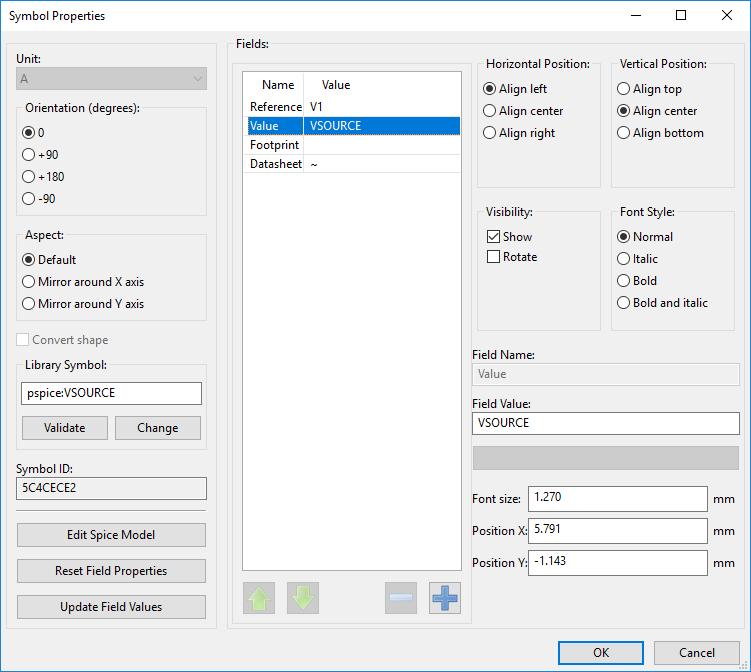 Symbol Properties
Unit:
A
Orientation (degrees):
0
+90
+180
-90
Aspect:
Default
Mirror around X axis
Mirror around Y axis
Convert shape
Library Symbol:
pspice:VSOURCE
Validate Change
Symbol ID:
5C4CECE2
Edit Spice Model
Reset Field Properties
Update Field Values
Fields:
Name Value
Reference V1
Value VSOURCE
Footprint
Datasheet ~
Horizontal Position:
Align left
Align center
Align right
Vertical Position:
Align top
Align center
Align bottom
Visibility:
Show
Rotate
Font Style:
Normal
Italic
Bold
Bold and italic
Field Name:
Value
Field Value:
VSOURCE
Font size: 1.270 mm
Position X: 5.791 mm
Position Y: -1.143 mm
OK Cancel